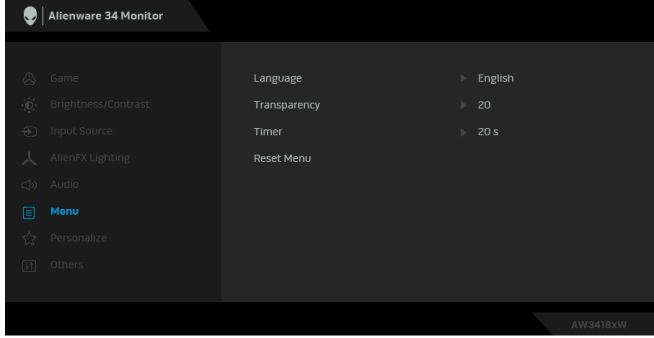 Alienware 34 Monitor
Game
Language English
Brightness/Contrast
Transparency 20
Input Source
Timer 20 s
AlienFX Lighting
Reset Menu
Audio
Menu
Personalize
Others
AW3418xW